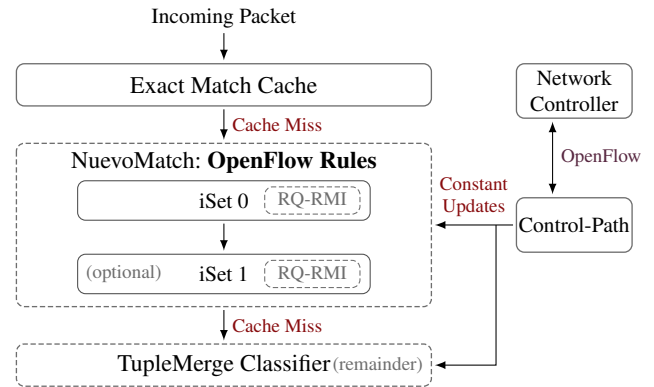 Incoming Packet
Exact Match Cache
Cache Miss
NuevoMatch: OpenFlow Rules
iSet 0 RQ-RMI
(optional) iSet 1 RQ-RMI
Cache Miss
TupleMerge Classifier (remainder)
Network
Controller
OpenFlow
Constant
Updates
Control-Path